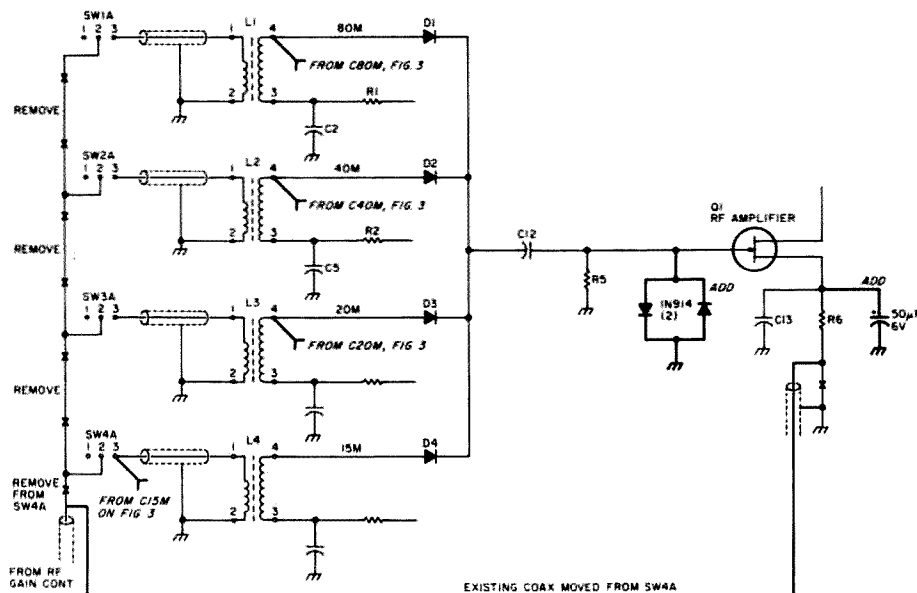 SW1A
1 2 3
REMOVE
L1
1 4
2 3
80M
D1
FROM C80M, FIG. 3
R1
C2
SW2A
1 2 3
REMOVE
L2
1 4
2 3
40M
D2
FROM C40M, FIG. 3
R2
C5
SW3A
1 2 3
REMOVE
L3
1 4
2 3
20M
D3
FROM C20M, FIG. 3
SW4A
1 2 3
REMOVE
FROM
SW4A
FROM C15M
ON FIG 3
L4
1 4
2 3
15M
D4
FROM RF
GAIN CONT
C12
R5
1N914
(2)
ADD
Q1
RF AMPLIFIER
C13
R6
ADD
+
50µF
6V
EXISTING COAX MOVED FROM SW4A